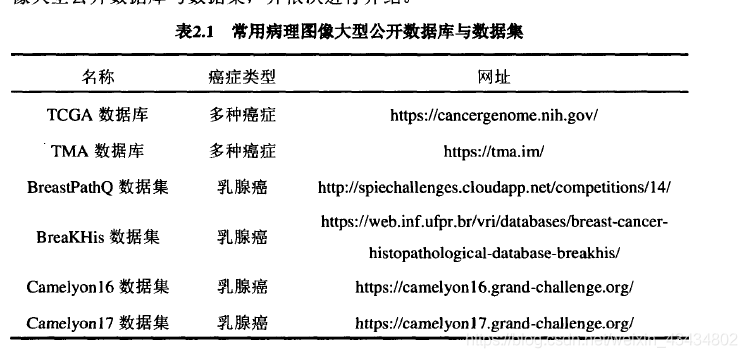 像大型公开数据库与数据集，并依次进行介绍。
表2.1 常用病理图像大型公开数据库与数据集
名称 癌症类型 网址
TCGA 数据库 多种癌症 https://cancergenome.nih.gov/
TMA 数据库 多种癌症 https://tma.im/
BreastPathQ 数据集 乳腺癌 http://spiechallenges.cloudapp.net/competitions/14/
BreaKHis 数据集 乳腺癌 https://web.inf.ufpr.br/vri/databases/breast-cancer-
histopathological-database-breakhis/
Camelyon16 数据集 乳腺癌 https://camelyon16.grand-challenge.org/
Camelyon17 数据集 乳腺癌 https://camelyon17.grand-challenge.org/
https://blog.csdn.net/weixin_43434802